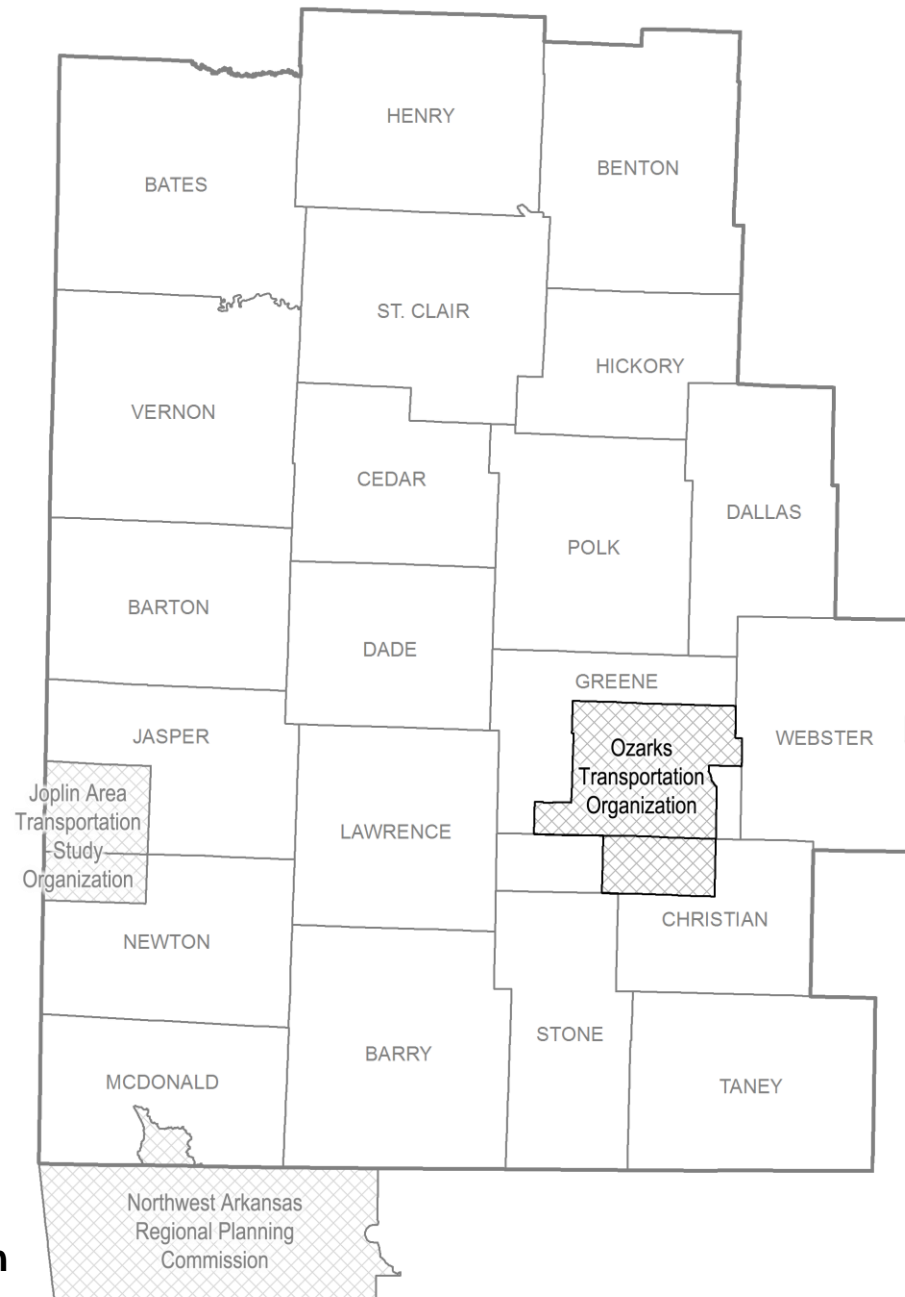 HENRY
BENTON
BATES
ST. CLAIR
HICKORY
VERNON
CEDAR
DALLAS
POLK
BARTON
DADE
GREENE
JASPER
WEBSTER
Ozarks
Transportation
Organization
Joplin Area
Transportation
Study
Organization
LAWRENCE
CHRISTIAN
NEWTON
STONE
BARRY
MCDONALD
TANEY
Northwest Arkansas
Regional Planning
Commission